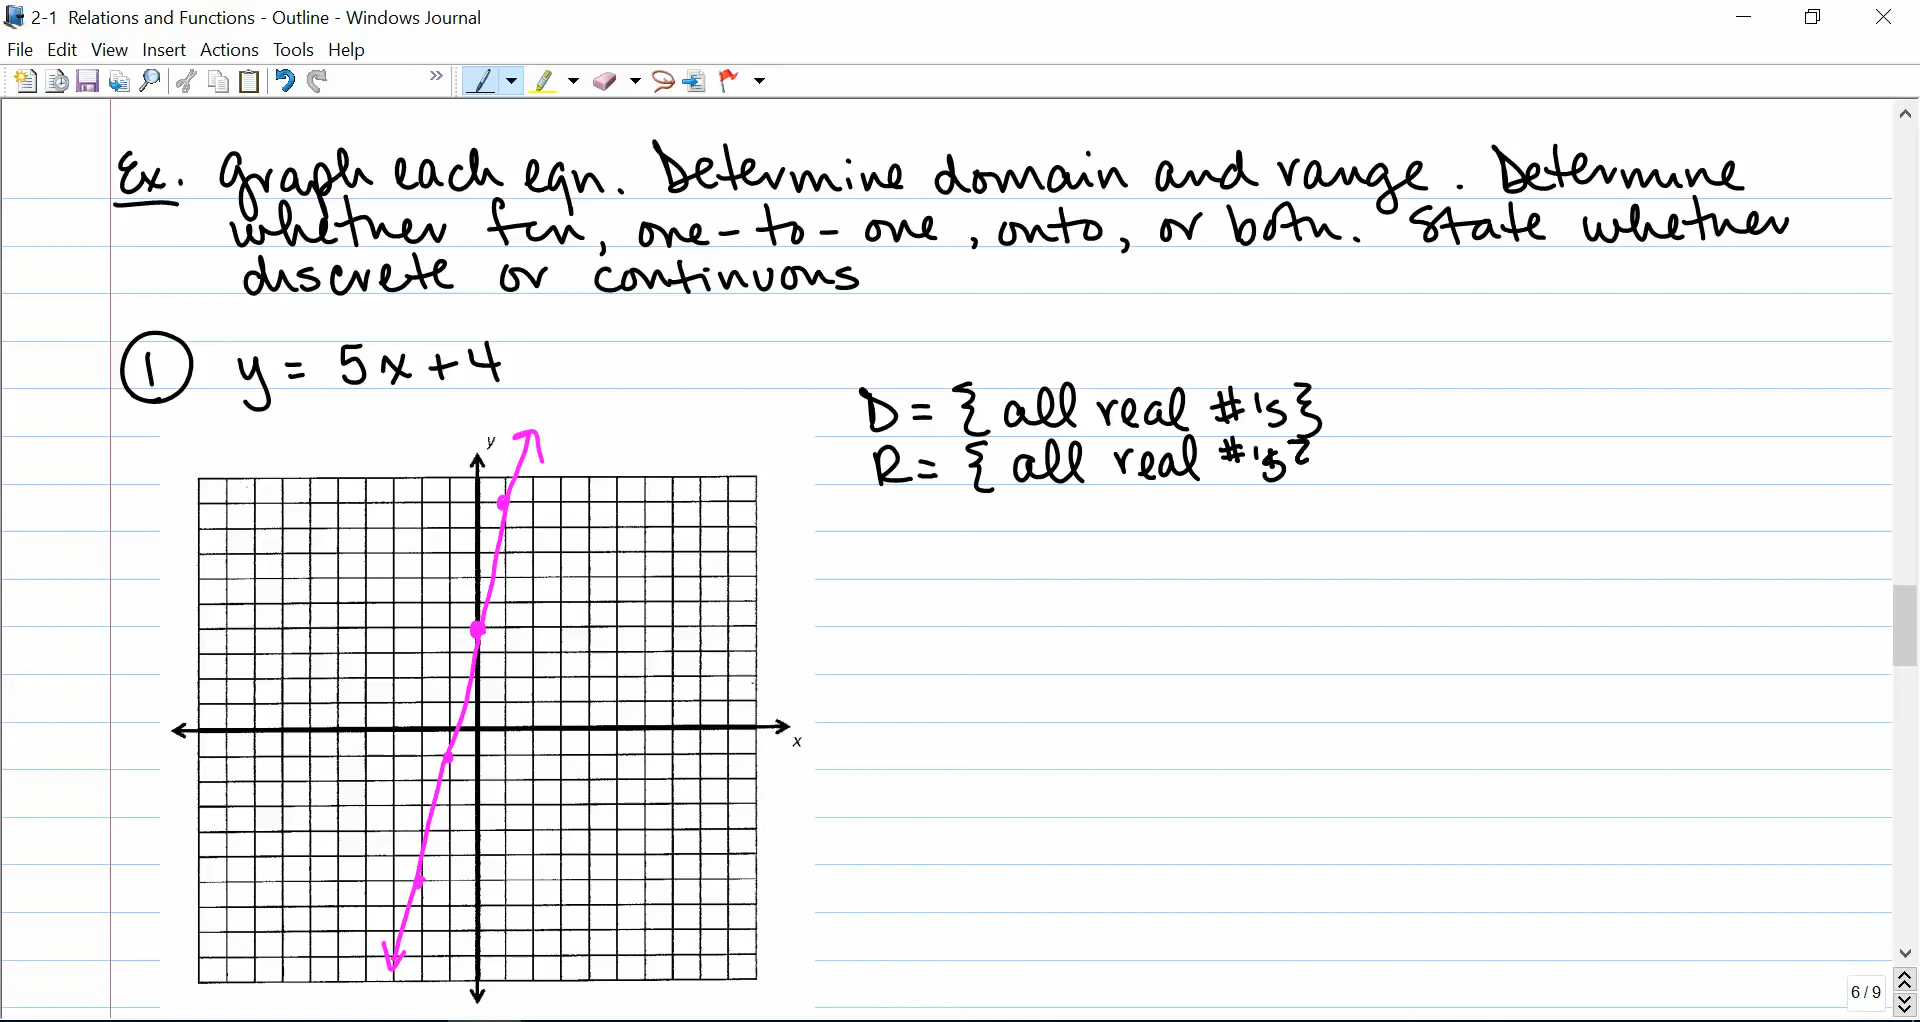 2-1 Relations and Functions - Outline - Windows Journal
File Edit View Insert Actions Tools Help
Ex. Graph each eqn. Determine domain and range. Determine
whether fcn, one-to-one, onto, or both. State whether
discrete or continuous
1 y = 5x+4
D = { all real #'s}
R = { all real #'s}
y
x
6 / 9